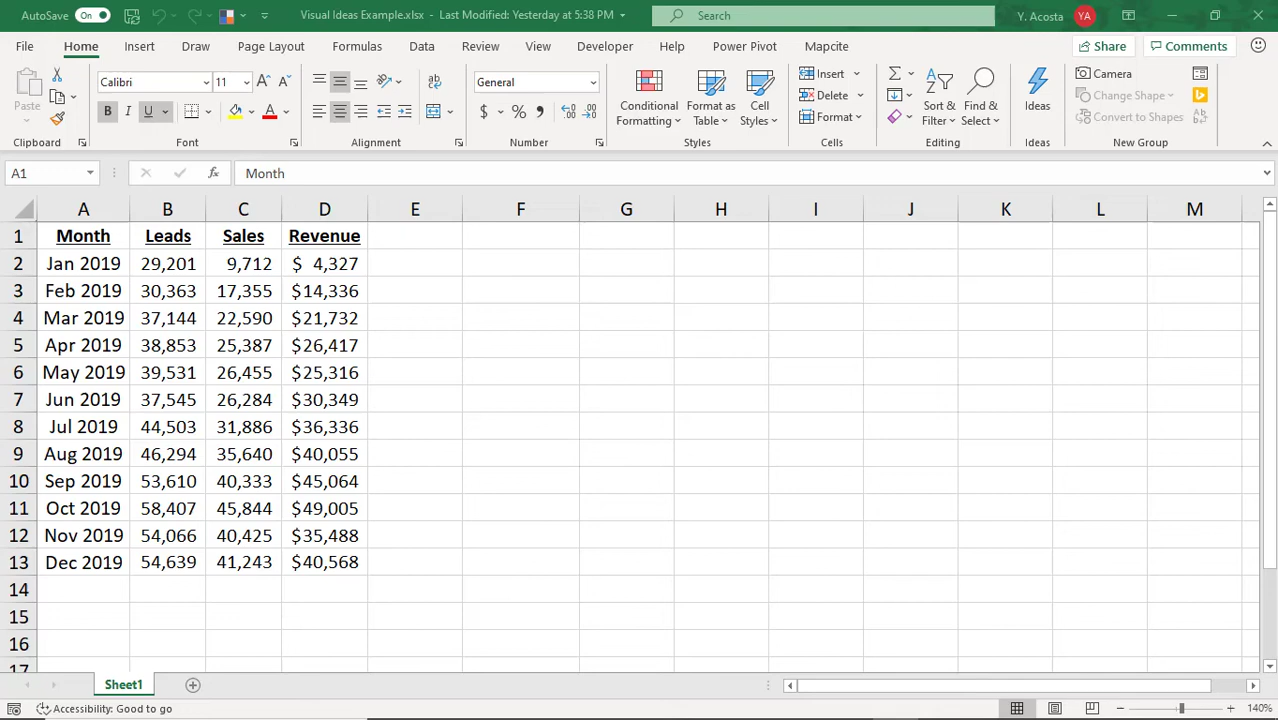 AutoSave On Visual Ideas Example.xlsx - Last Modified: Yesterday at 5:38 PM Search Y. Acosta YA
File Home Insert Draw Page Layout Formulas Data Review View Developer Help Power Pivot Mapcite Share Comments
Paste
Calibri 11
B I U
General
$ % ,
Conditional Formatting
Format as Table
Cell Styles
Insert
Delete
Format
Sort & Filter
Find & Select
Ideas
Camera
Change Shape
Convert to Shapes
Clipboard Font Alignment Number Styles Cells Editing Ideas New Group
A1 fx Month
A B C D E F G H I J K L M
1 Month Leads Sales Revenue
2 Jan 2019 29,201 9,712 $ 4,327
3 Feb 2019 30,363 17,355 $14,336
4 Mar 2019 37,144 22,590 $21,732
5 Apr 2019 38,853 25,387 $26,417
6 May 2019 39,531 26,455 $25,316
7 Jun 2019 37,545 26,284 $30,349
8 Jul 2019 44,503 31,886 $36,336
9 Aug 2019 46,294 35,640 $40,055
10 Sep 2019 53,610 40,333 $45,064
11 Oct 2019 58,407 45,844 $49,005
12 Nov 2019 54,066 40,425 $35,488
13 Dec 2019 54,639 41,243 $40,568
14
15
16
17
Sheet1
Accessibility: Good to go 140%